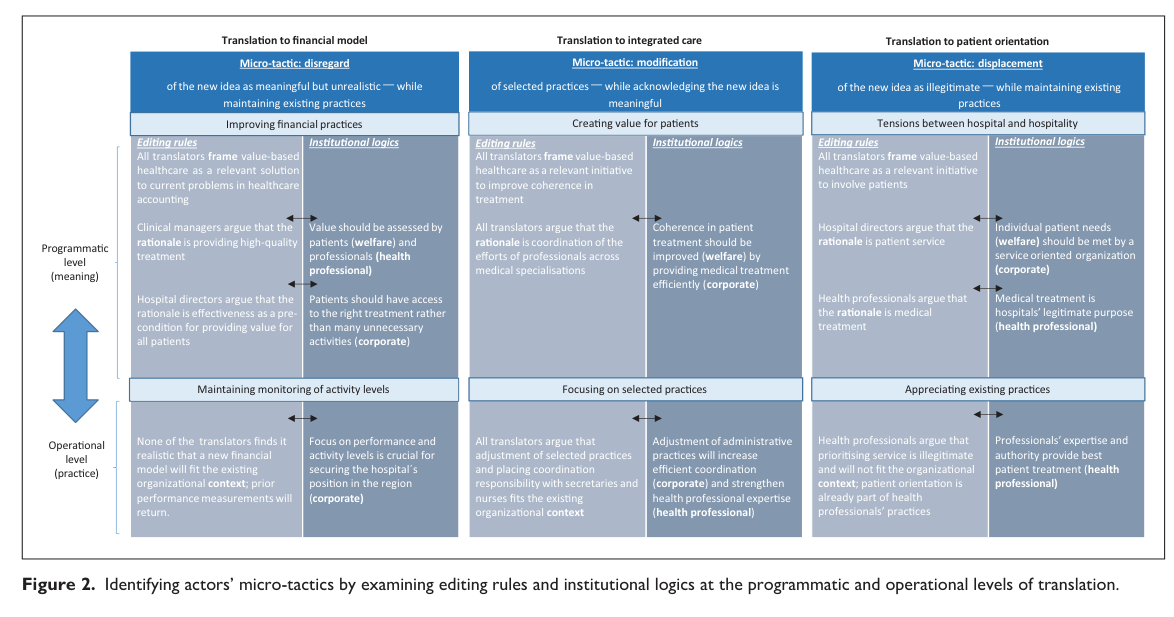 Translation to financial model
Micro-tactic: disregard
of the new idea as meaningful but unrealistic — while
maintaining existing practices
Improving financial practices
Editing rules
All translators frame value-based
healthcare as a relevant solution
to current problems in healthcare
accounting
Clinical managers argue that the
rationale is providing high-quality
treatment
Hospital directors argue that the
rationale is effectiveness as a pre-
condition for providing value for
all patients
Institutional logics
Value should be assessed by
patients (welfare) and
professionals (health
professional)
Patients should have access
to the right treatment rather
than many unnecessary
activities (corporate)
Maintaining monitoring of activity levels
None of the translators finds it
realistic that a new financial
model will fit the existing
organizational context; prior
performance measurements will
return.
Focus on performance and
activity levels is crucial for
securing the hospital´s
position in the region
(corporate)
Translation to integrated care
Micro-tactic: modification
of selected practices — while acknowledging the new idea is
meaningful
Creating value for patients
Editing rules
All translators frame value-based
healthcare as a relevant initiative
to improve coherence in
treatment
All translators argue that the
rationale is coordination of the
efforts of professionals across
medical specialisations
Institutional logics
Coherence in patient
treatment should be
improved (welfare) by
providing medical treatment
efficiently (corporate)
Focusing on selected practices
All translators argue that
adjustment of selected practices
and placing coordination
responsibility with secretaries and
nurses fits the existing
organizational context
Adjustment of administrative
practices will increase
efficient coordination
(corporate) and strengthen
health professional expertise
(health professional)
Translation to patient orientation
Micro-tactic: displacement
of the new idea as illegitimate — while maintaining existing
practices
Tensions between hospital and hospitality
Editing rules
All translators frame value-based
healthcare as a relevant initiative
to involve patients
Hospital directors argue that the
rationale is patient service
Health professionals argue that
the rationale is medical
treatment
Institutional logics
Individual patient needs
(welfare) should be met by a
service oriented organization
(corporate)
Medical treatment is
hospitals' legitimate purpose
(health professional)
Appreciating existing practices
Health professionals argue that
prioritising service is illegitimate
and will not fit the organizational
context; patient orientation is
already part of health
professionals' practices
Professionals' expertise and
authority provide best
patient treatment (health
professional)
Programmatic
level
(meaning)
Operational
level
(practice)
Figure 2. Identifying actors' micro-tactics by examining editing rules and institutional logics at the programmatic and operational levels of translation.